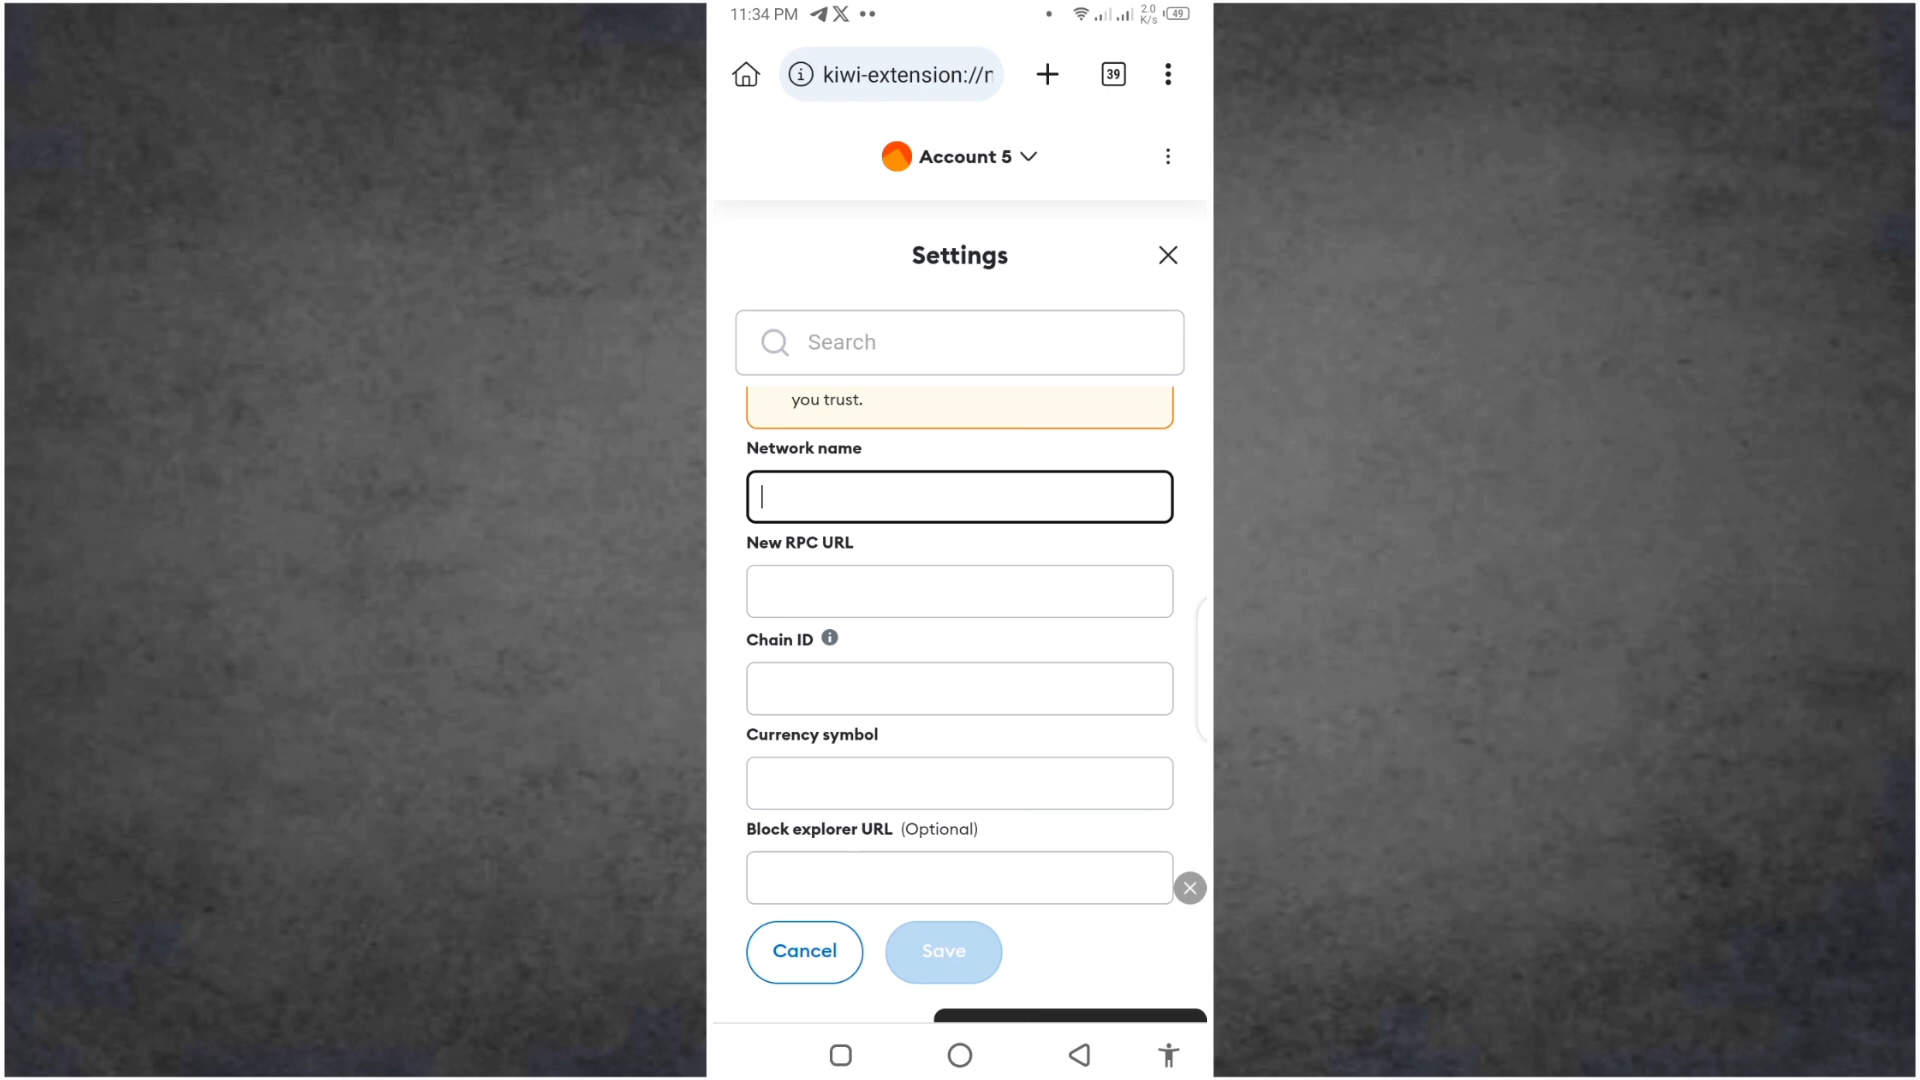 11:34 PM
2.0
K/s
49
kiwi-extension://n
39
Account 5
Settings
Search
you trust.
Network name
New RPC URL
Chain ID
Currency symbol
Block explorer URL (Optional)
Cancel
Save